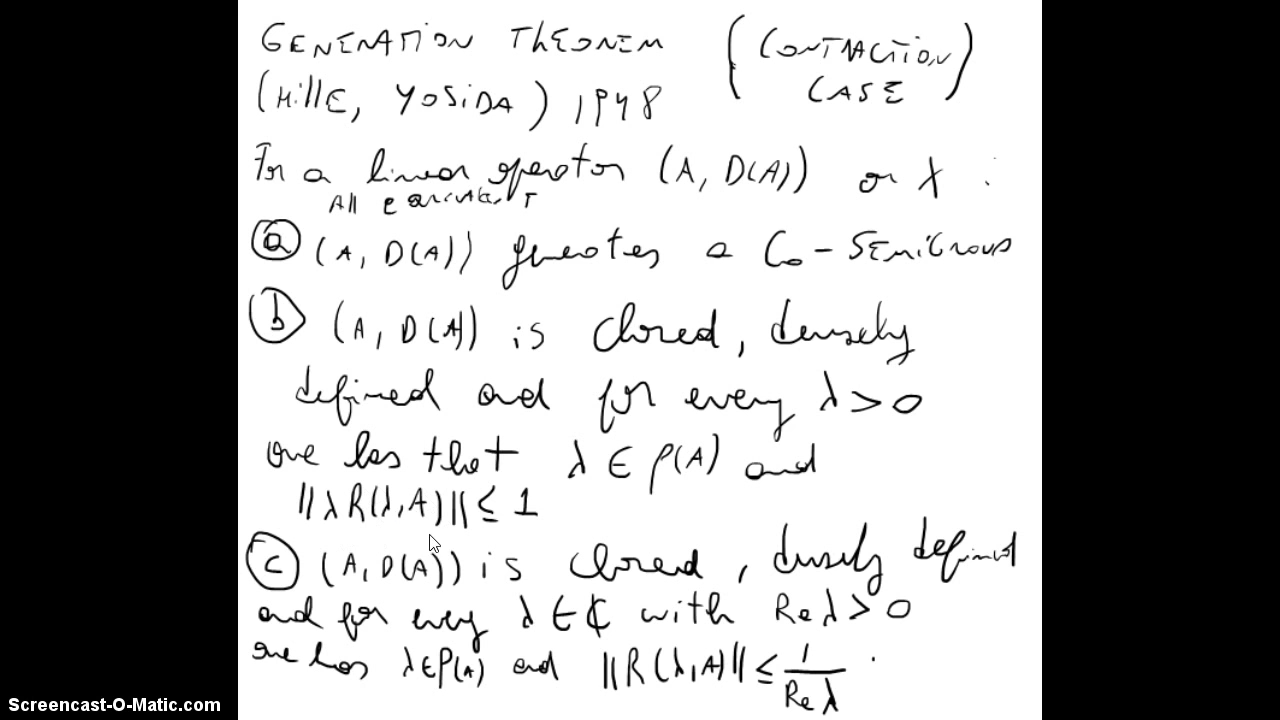 GENERATION THEOREM (CONTRACTION
CASE)
(HillE, YOSIDA) 1948
For a linear operator (A, D(A)) on X :
All equivalent
ⓐ (A, D(A)) generates a C₀ - SEMIGROUP
ⓑ (A, D(A)) is closed, densely
defined and for every λ > 0
one has that λ ∈ ρ(A) and
||λ R(λ, A)|| ≤ 1
ⓒ (A, D(A)) is closed, densely defined
and for every λ ∈ ℂ with Re λ > 0
one has λ ∈ ρ(A) and ||R(λ, A)|| ≤ 1/Re λ .
Screencast-O-Matic.com